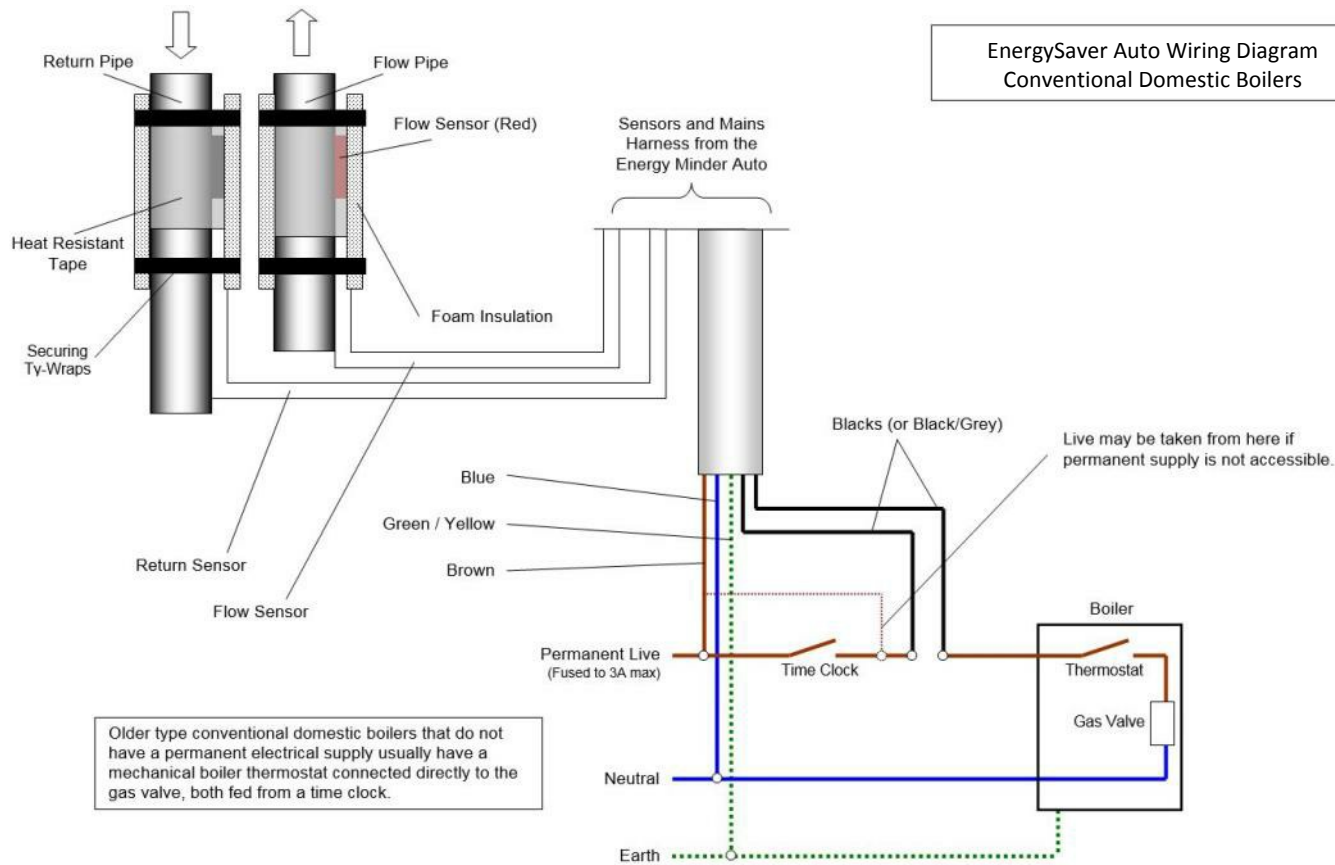 EnergySaver Auto Wiring Diagram
Conventional Domestic Boilers
Return Pipe
Flow Pipe
Flow Sensor (Red)
Sensors and Mains
Harness from the
Energy Minder Auto
Heat Resistant
Tape
Foam Insulation
Securing
Ty-Wraps
Blacks (or Black/Grey)
Live may be taken from here if
permanent supply is not accessible.
Blue
Green / Yellow
Brown
Return Sensor
Flow Sensor
Boiler
Permanent Live
(Fused to 3A max)
Time Clock
Thermostat
Gas Valve
Older type conventional domestic boilers that do not
have a permanent electrical supply usually have a
mechanical boiler thermostat connected directly to the
gas valve, both fed from a time clock.
Neutral
Earth